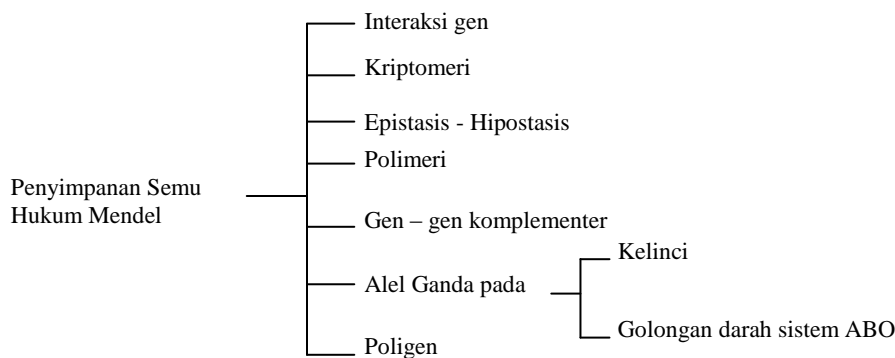 Penyimpanan Semu
Hukum Mendel
Interaksi gen
Kriptomeri
Epistasis - Hipostasis
Polimeri
Gen – gen komplementer
Alel Ganda pada
Kelinci
Golongan darah sistem ABO
Poligen